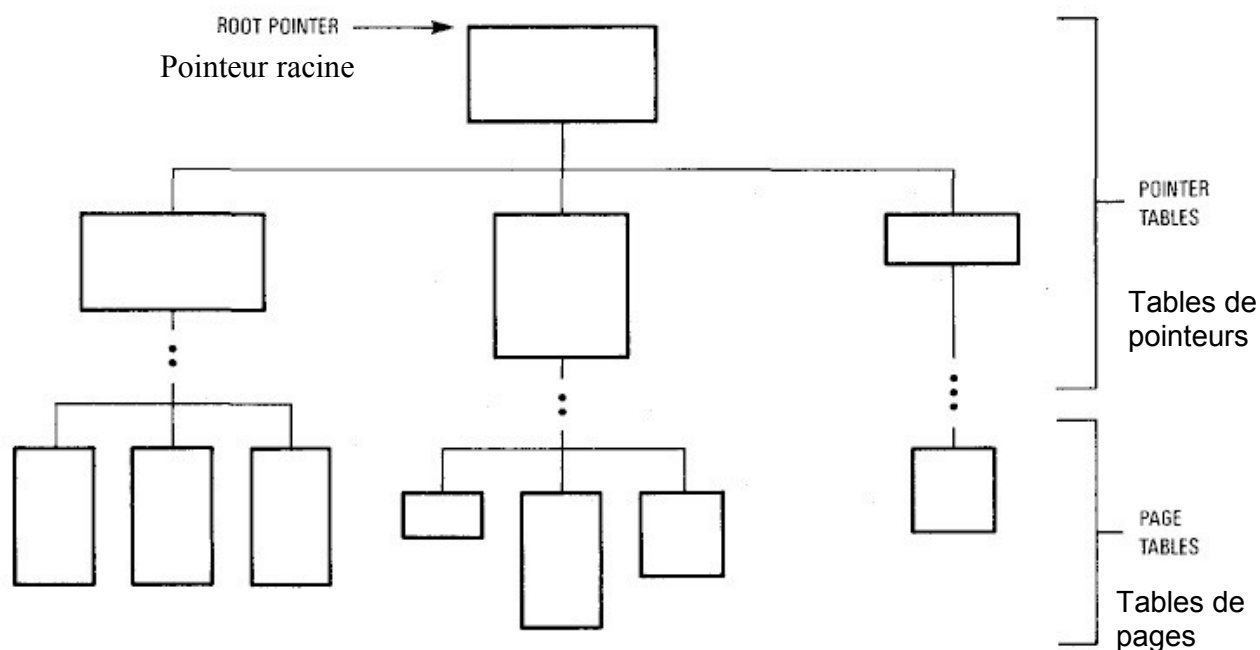 ROOT POINTER
Pointeur racine
POINTER
TABLES
Tables de
pointeurs
PAGE
TABLES
Tables de
pages